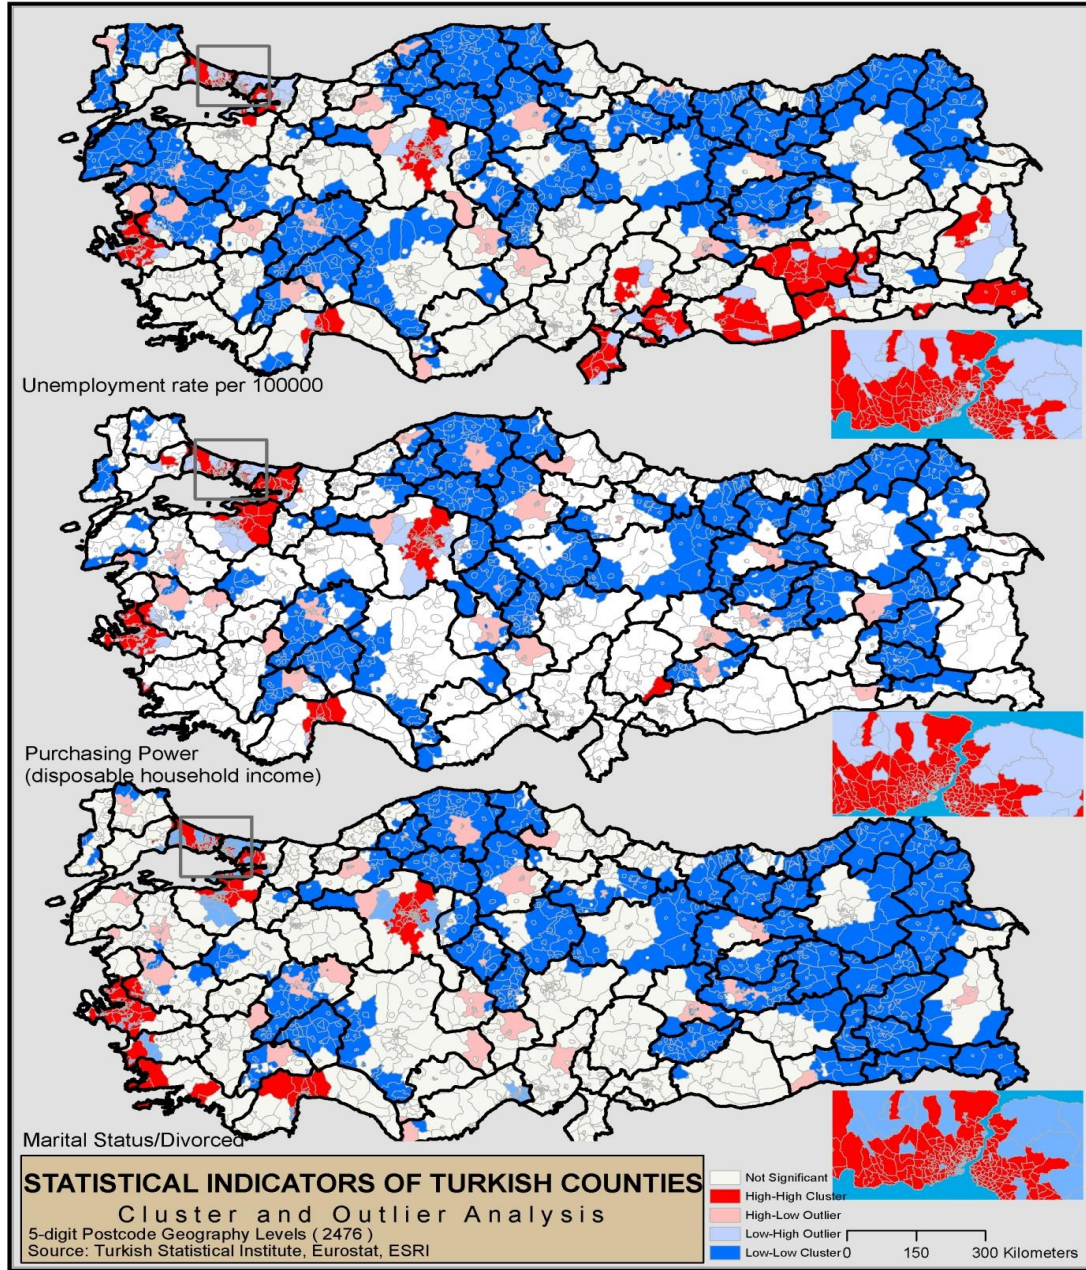 Unemployment rate per 100000
Purchasing Power
(disposable household income)
Marital Status/Divorced
STATISTICAL INDICATORS OF TURKISH COUNTIES
Cluster and Outlier Analysis
5-digit Postcode Geography Levels ( 2476 )
Source: Turkish Statistical Institute, Eurostat, ESRI
Not Significant
High-High Cluster
High-Low Outlier
Low-High Outlier
Low-Low Cluster
0 150 300 Kilometers